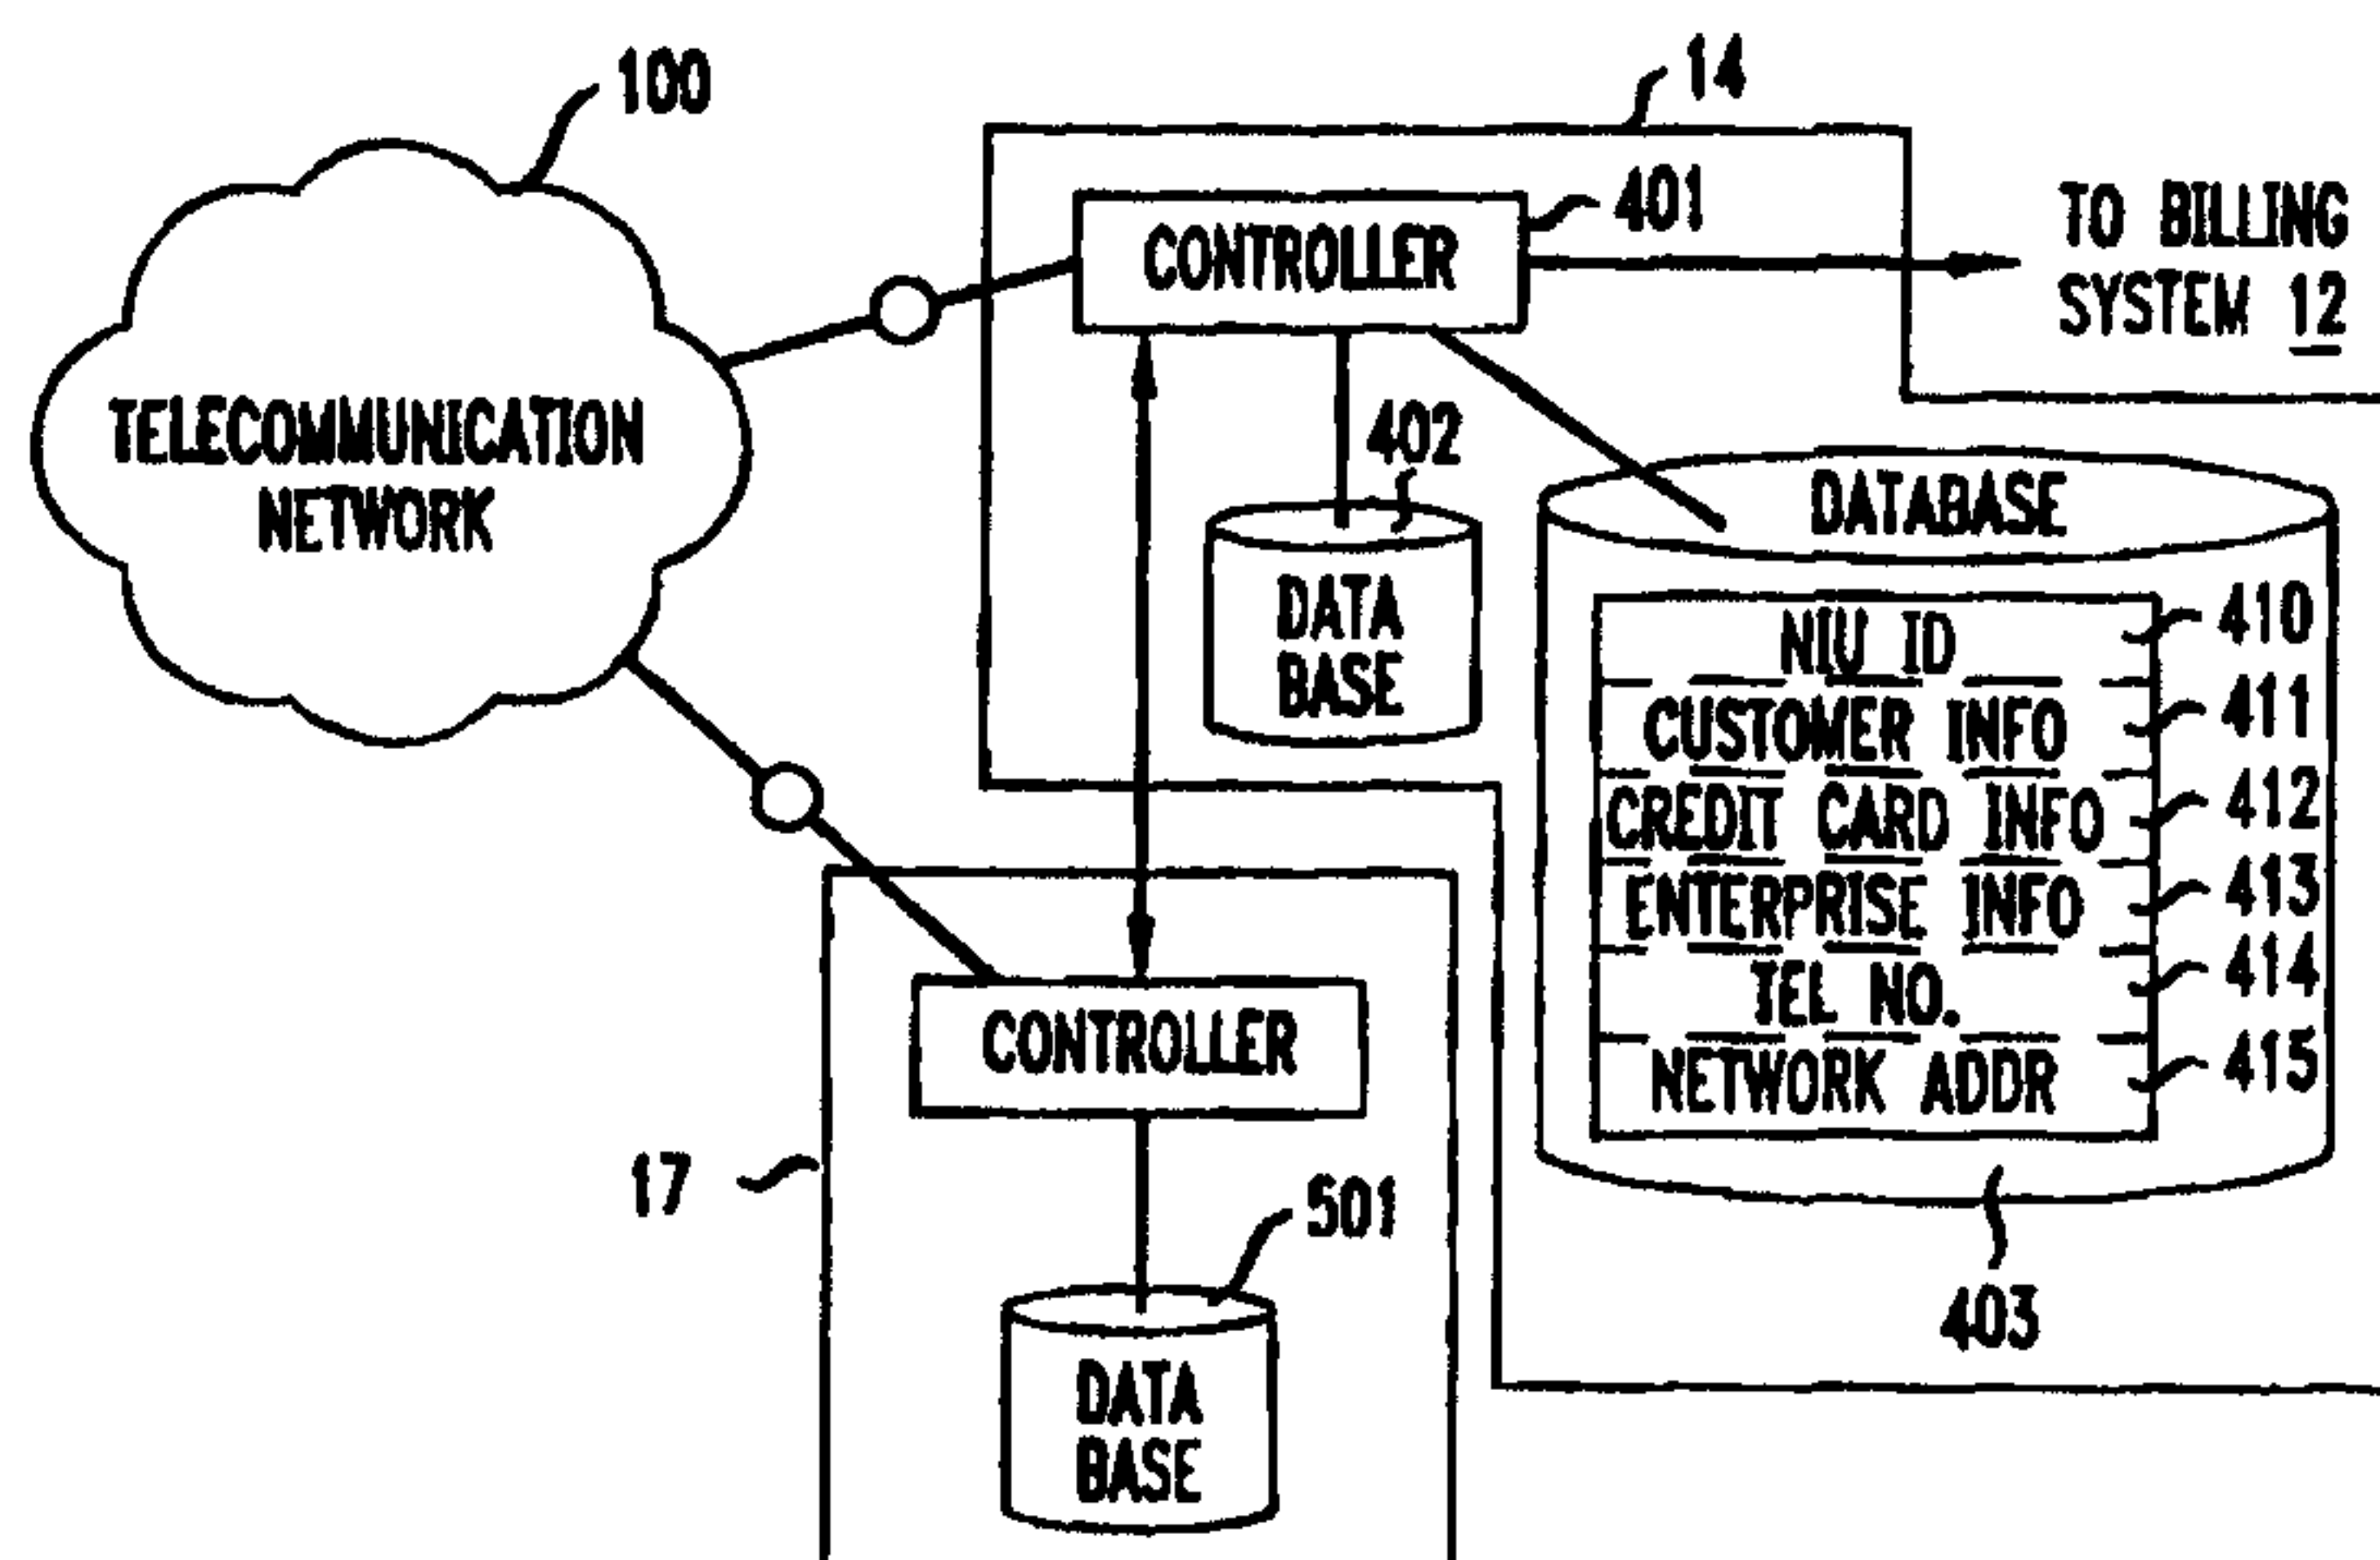 100
14
401
CONTROLLER
TO BILLING
SYSTEM 12
TELECOMMUNICATION
NETWORK
402
DATA
BASE
DATABASE
NIU ID
410
CUSTOMER INFO
411
CREDIT CARD INFO
412
ENTERPRISE INFO
413
TEL NO.
414
NETWORK ADDR
415
403
CONTROLLER
17
501
DATA
BASE